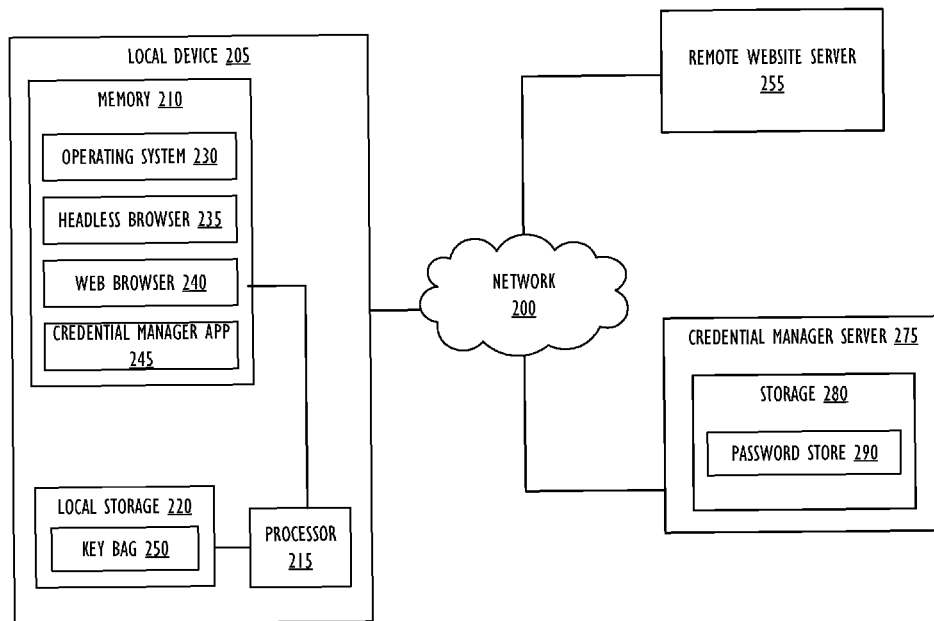 LOCAL DEVICE 205
MEMORY 210
OPERATING SYSTEM 230
HEADLESS BROWSER 235
WEB BROWSER 240
CREDENTIAL MANAGER APP
245
LOCAL STORAGE 220
KEY BAG 250
PROCESSOR
215
NETWORK
200
REMOTE WEBSITE SERVER
255
CREDENTIAL MANAGER SERVER 275
STORAGE 280
PASSWORD STORE 290